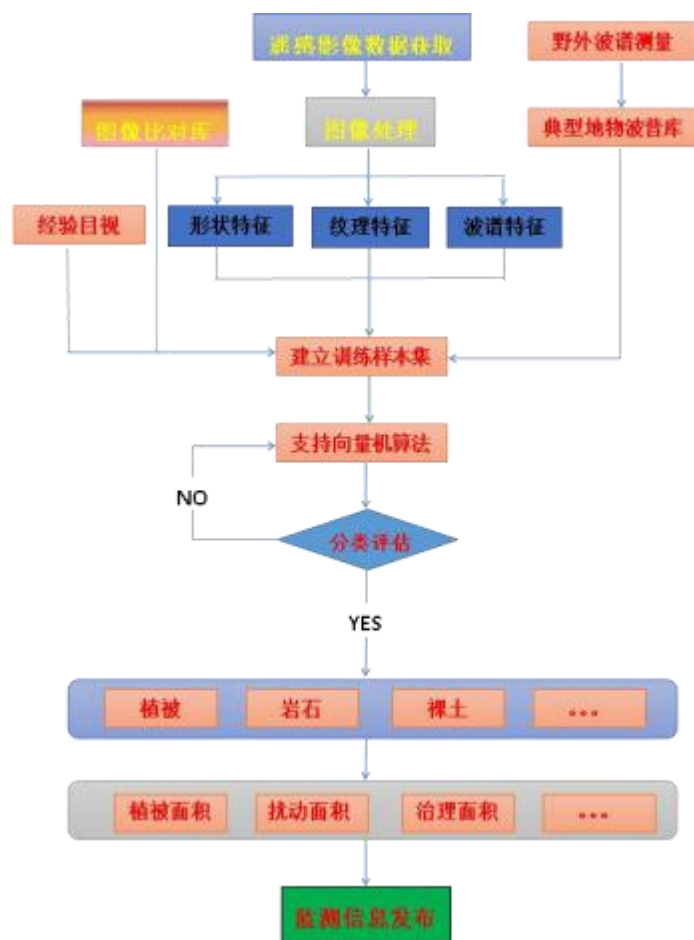 遥感影像数据获取
野外波谱测量
图像比对库
图像处理
典型地物波普库
经验目视
形状特征
纹理特征
波谱特征
建立训练样本集
支持向量机算法
NO
分类评估
YES
植被
岩石
裸土
。。。
植被面积
扰动面积
治理面积
。。。
监测信息发布